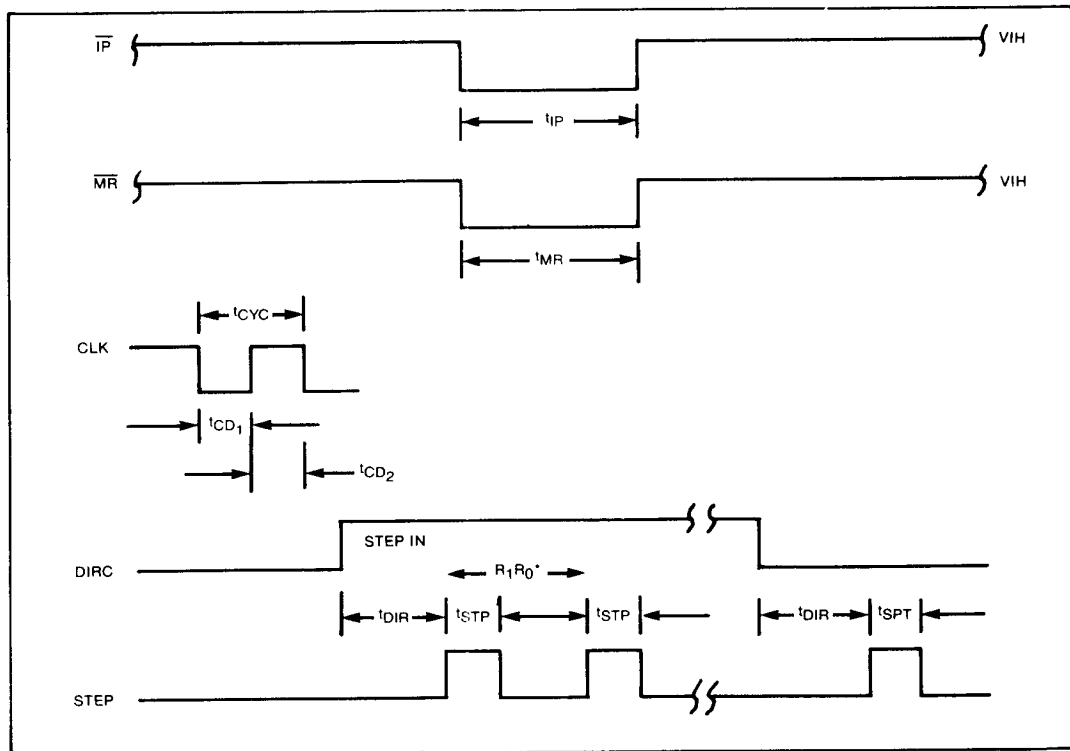 IP VIH
tIP
MR VIH
tMR
tCYC
CLK
tCD1
tCD2
STEP IN
DIRC
R1R0*
tDIR tSTP tSTP tDIR tSPT
STEP